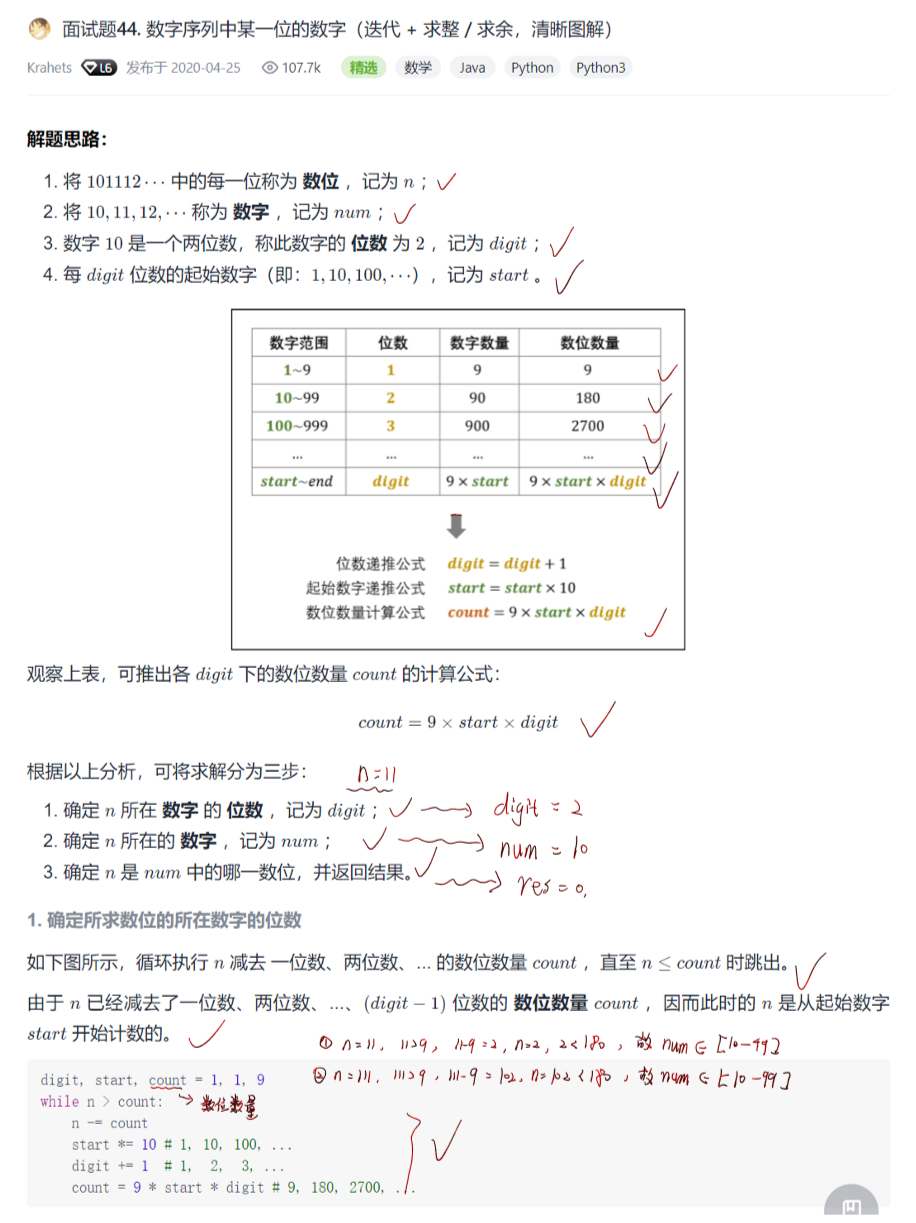 面试题44. 数字序列中某一位的数字（迭代 + 求整 / 求余，清晰图解）
Krahets L6 发布于 2020-04-25 107.7k 精选 数学 Java Python Python3
解题思路：
1. 将 101112⋯ 中的每一位称为 数位 ，记为 n ；
2. 将 10, 11, 12, ⋯ 称为 数字 ，记为 num ；
3. 数字 10 是一个两位数，称此数字的 位数 为 2 ，记为 digit ；
4. 每 digit 位数的起始数字（即：1, 10, 100, ⋯），记为 start 。
数字范围 位数 数字数量 数位数量
1~9 1 9 9
10~99 2 90 180
100~999 3 900 2700
... ... ... ...
start~end digit 9 × start 9 × start × digit
位数递推公式 digit = digit + 1
起始数字递推公式 start = start × 10
数位数量计算公式 count = 9 × start × digit
观察上表，可推出各 digit 下的数位数量 count 的计算公式：
count = 9 × start × digit
根据以上分析，可将求解分为三步： n=11
1. 确定 n 所在 数字 的 位数 ，记为 digit ； digit = 2
2. 确定 n 所在的 数字 ，记为 num ； num = 10
3. 确定 n 是 num 中的哪一数位，并返回结果。 res=0.
1. 确定所求数位的所在数字的位数
如下图所示，循环执行 n 减去 一位数、两位数、... 的数位数量 count ，直至 n ≤ count 时跳出。
由于 n 已经减去了一位数、两位数、...、(digit − 1) 位数的 数位数量 count ，因而此时的 n 是从起始数字
start 开始计数的。
① n=11, 11>9, 11-9=2, n=2, 2<180, 故 num ∈ [10-99]
② n=111, 111>9, 111-9=102, n=102<180, 故 num ∈ [10-99]
digit, start, count = 1, 1, 9
while n > count: 数位数量
n -= count
start *= 10 # 1, 10, 100, ...
digit += 1 # 1, 2, 3, ...
count = 9 * start * digit # 9, 180, 2700, ...